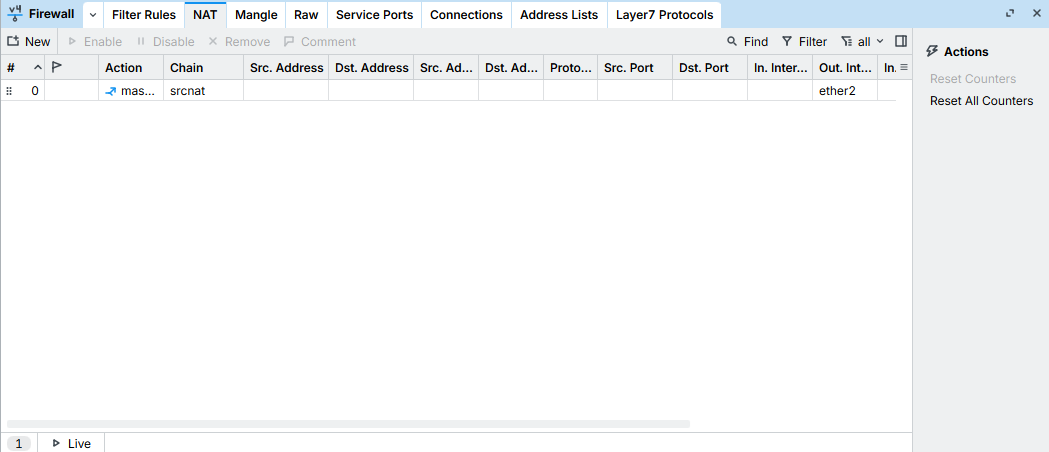 Firewall Filter Rules NAT Mangle Raw Service Ports Connections Address Lists Layer7 Protocols
New Enable Disable Remove Comment Find Filter all
# Action Chain Src. Address Dst. Address Src. Ad... Dst. Ad... Proto... Src. Port Dst. Port In. Inter... Out. Int... In.
0 mas... srcnat ether2
1 Live
Actions
Reset Counters
Reset All Counters